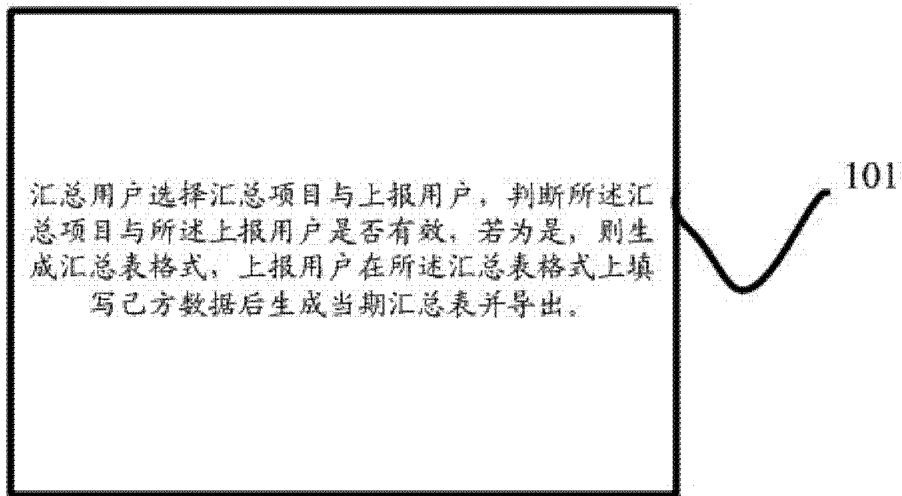 汇总用户选择汇总项目与上报用户，判断所述汇
总项目与所述上报用户是否有效，若为是，则生
成汇总表格式，上报用户在所述汇总表格式上填
写己方数据后生成当期汇总表并导出。
101